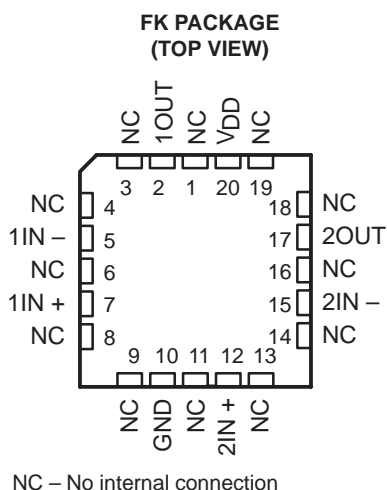 FK PACKAGE
(TOP VIEW)
NC 1OUT NC VDD NC
3 2 1 20 19
NC 4 18 NC
1IN – 5 17 2OUT
NC 6 16 NC
1IN + 7 15 2IN –
NC 8 14 NC
9 10 11 12 13
NC GND NC 2IN + NC
NC – No internal connection